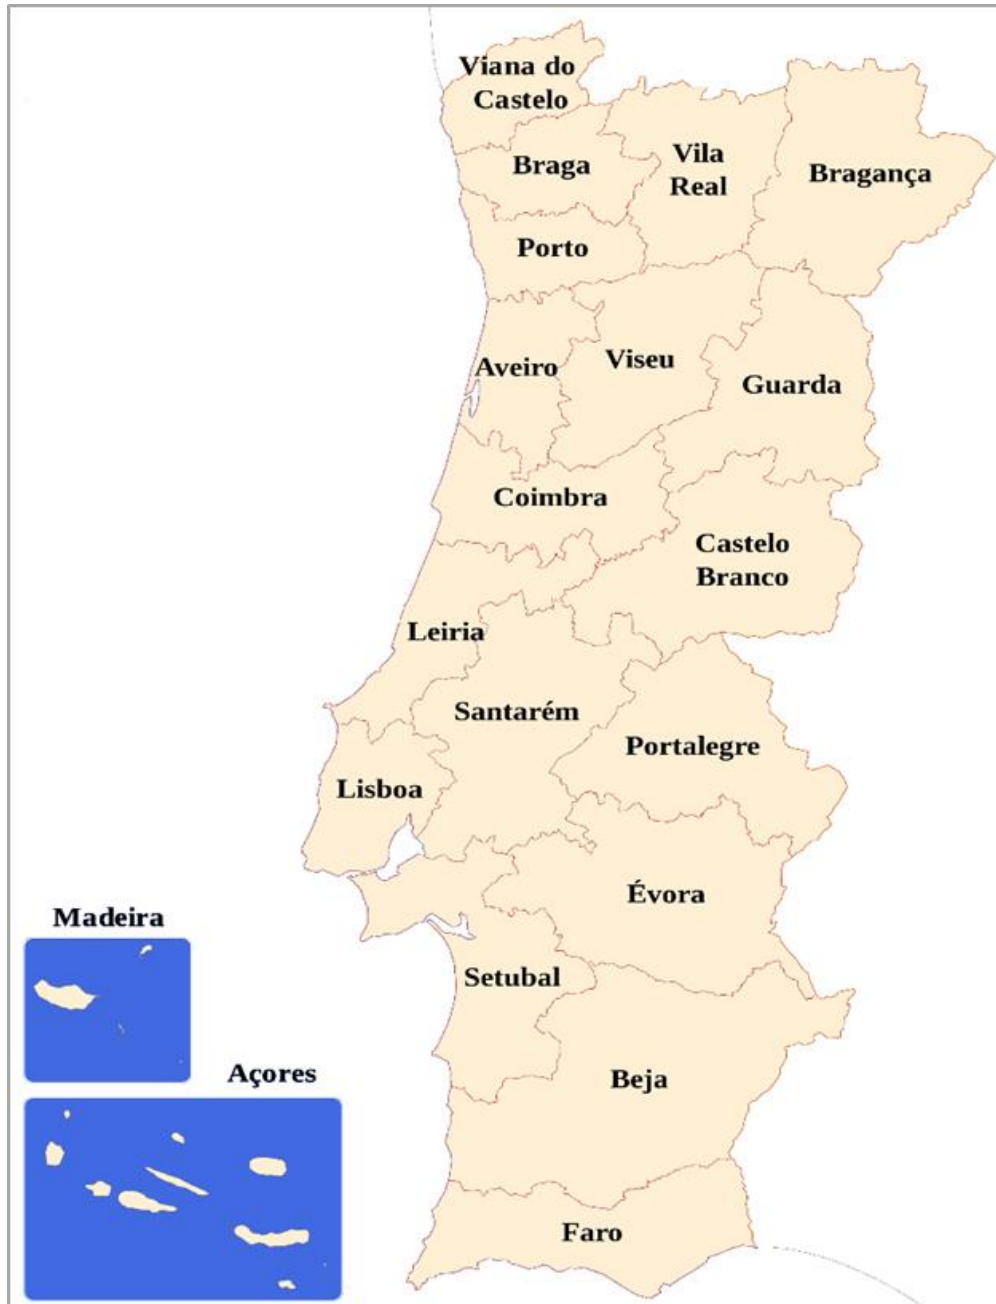 Viana do
Castelo
Braga
Vila
Real
Bragança
Porto
Aveiro
Viseu
Guarda
Coimbra
Castelo
Branco
Leiria
Santarém
Portalegre
Lisboa
Évora
Madeira
Setubal
Açores
Beja
Faro